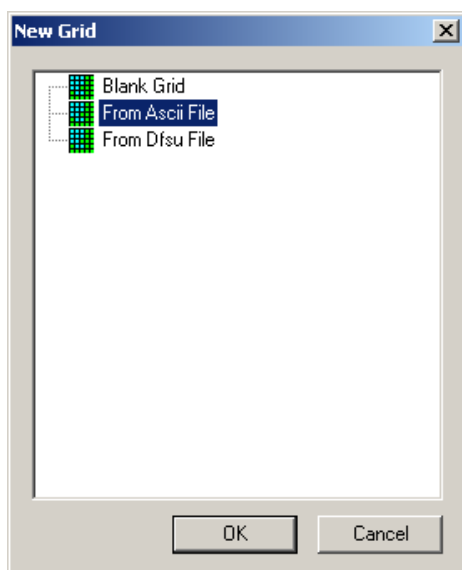 New Grid
Blank Grid
From Ascii File
From Dfsu File
OK
Cancel